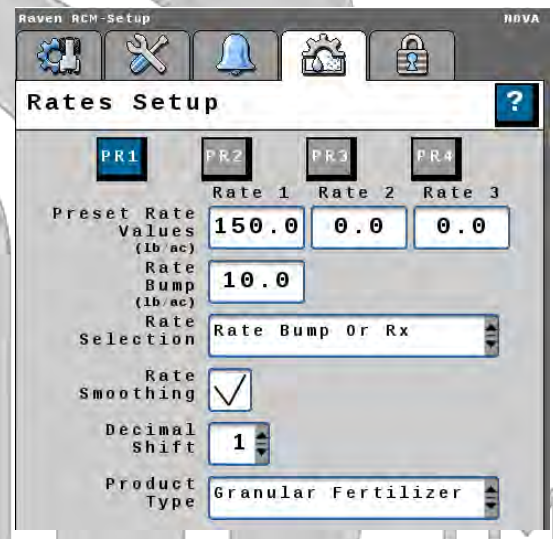 Raven RCM-Setup NOVA
Rates Setup ?
PR1 PR2 PR3 PR4
Rate 1 Rate 2 Rate 3
Preset Rate
Values
(lb/ac)
150.0 0.0 0.0
Rate
Bump
(lb/ac)
10.0
Rate
Selection
Rate Bump Or Rx
Rate
Smoothing
Decimal
Shift
1
Product
Type
Granular Fertilizer